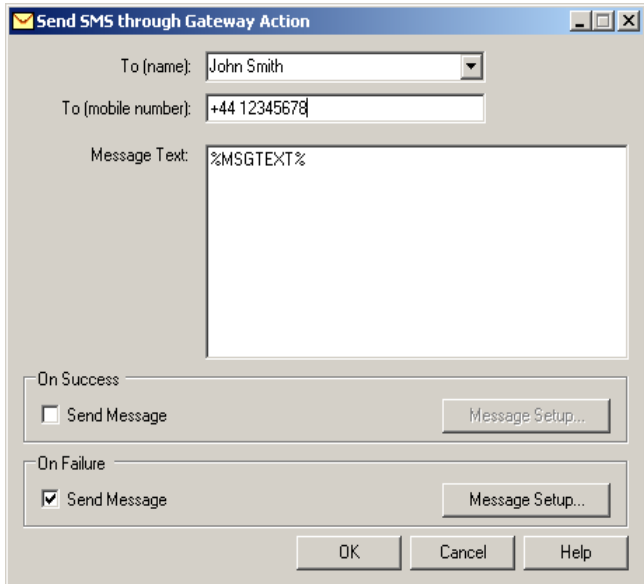 Send SMS through Gateway Action
To (name): John Smith
To (mobile number): +44 12345678
Message Text: %MSGTEXT%
On Success
Send Message Message Setup...
On Failure
Send Message Message Setup...
OK Cancel Help